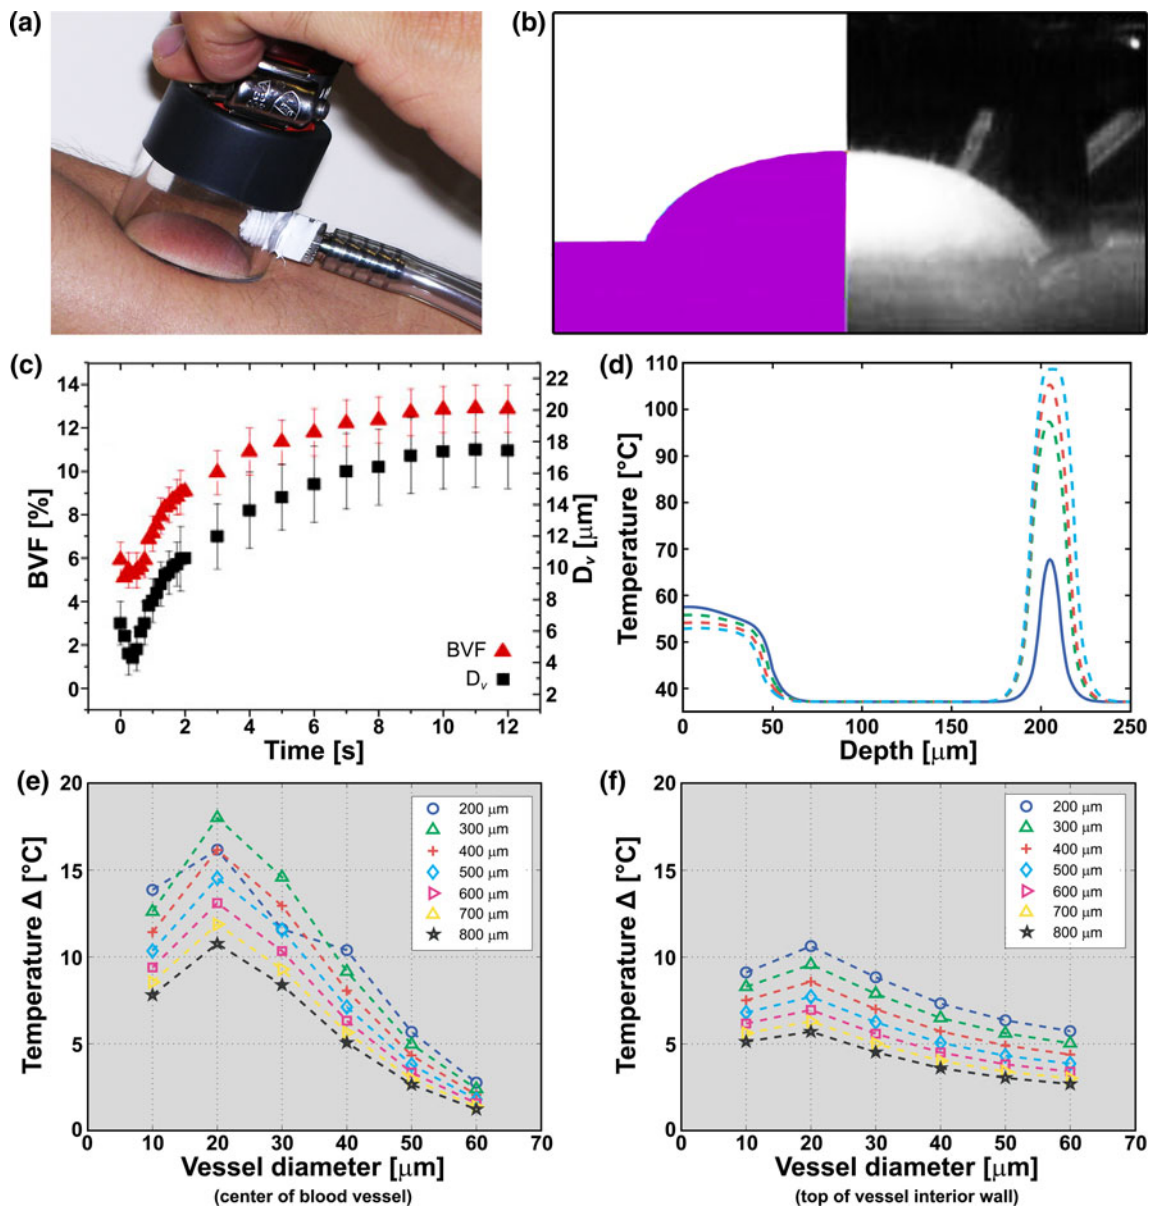 (a)
(b)
(c)
BVF [%]
14
12
10
8
6
4
2
0
22
20
18
16
14
12
10
8
6
4
2
Dv [μm]
BVF
Dv
0 2 4 6 8 10 12
Time [s]
(d)
Temperature [°C]
110
100
90
80
70
60
50
40
0 50 100 150 200 250
Depth [μm]
(e)
Temperature Δ [°C]
20
15
10
5
0
200 μm
300 μm
400 μm
500 μm
600 μm
700 μm
800 μm
0 10 20 30 40 50 60 70
Vessel diameter [μm]
(center of blood vessel)
(f)
Temperature Δ [°C]
20
15
10
5
0
200 μm
300 μm
400 μm
500 μm
600 μm
700 μm
800 μm
0 10 20 30 40 50 60 70
Vessel diameter [μm]
(top of vessel interior wall)